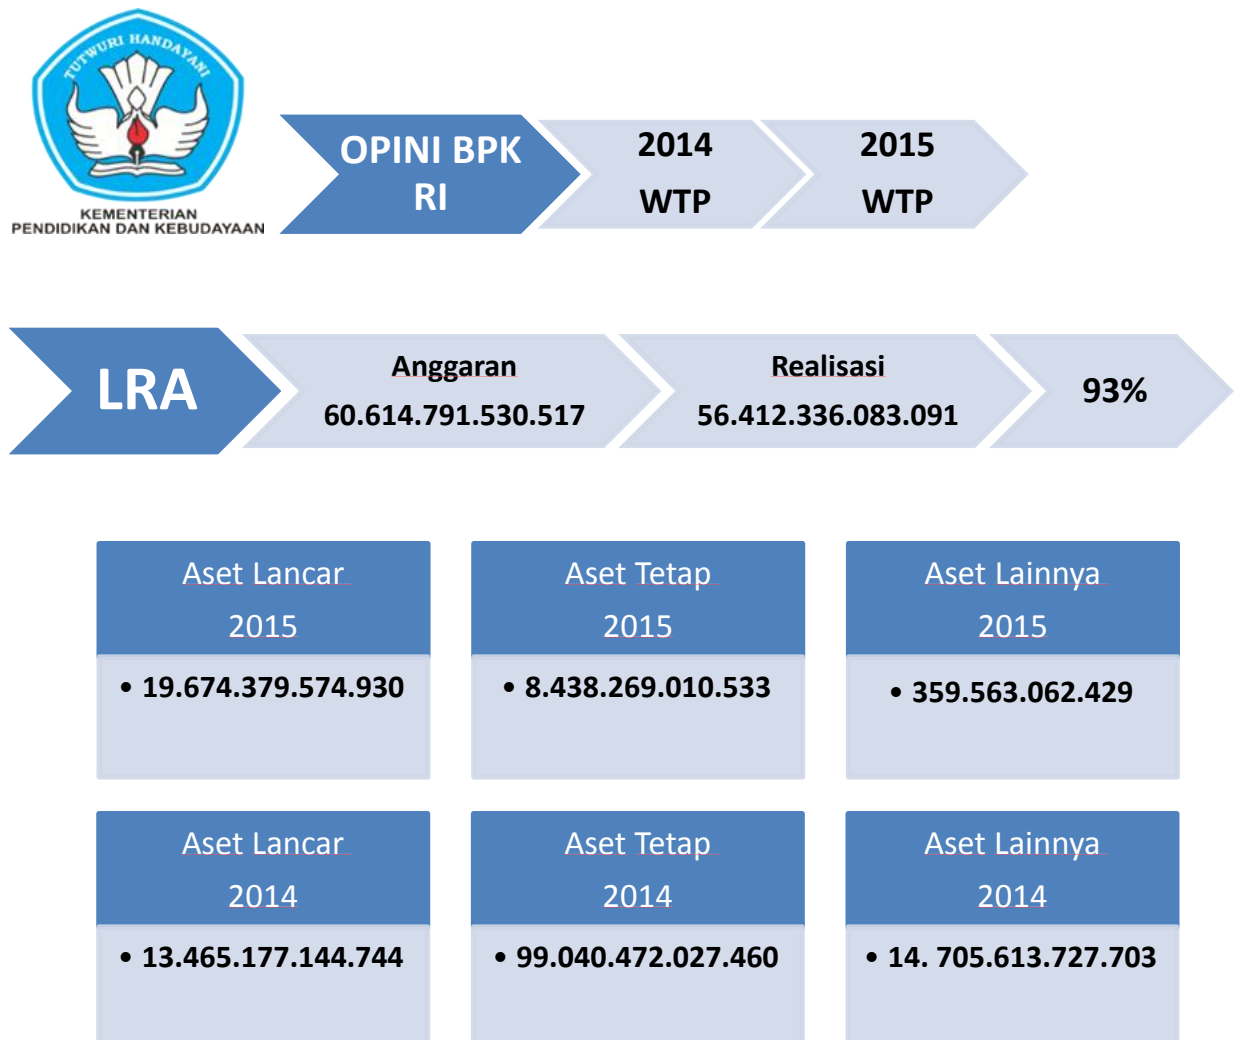 TUTWURI HANDAYANI
KEMENTERIAN
PENDIDIKAN DAN KEBUDAYAAN
OPINI BPK
RI
2014
WTP
2015
WTP
LRA
Anggaran
60.614.791.530.517
Realisasi
56.412.336.083.091
93%
Aset Lancar
2015
• 19.674.379.574.930
Aset Tetap
2015
• 8.438.269.010.533
Aset Lainnya
2015
• 359.563.062.429
Aset Lancar
2014
• 13.465.177.144.744
Aset Tetap
2014
• 99.040.472.027.460
Aset Lainnya
2014
• 14. 705.613.727.703